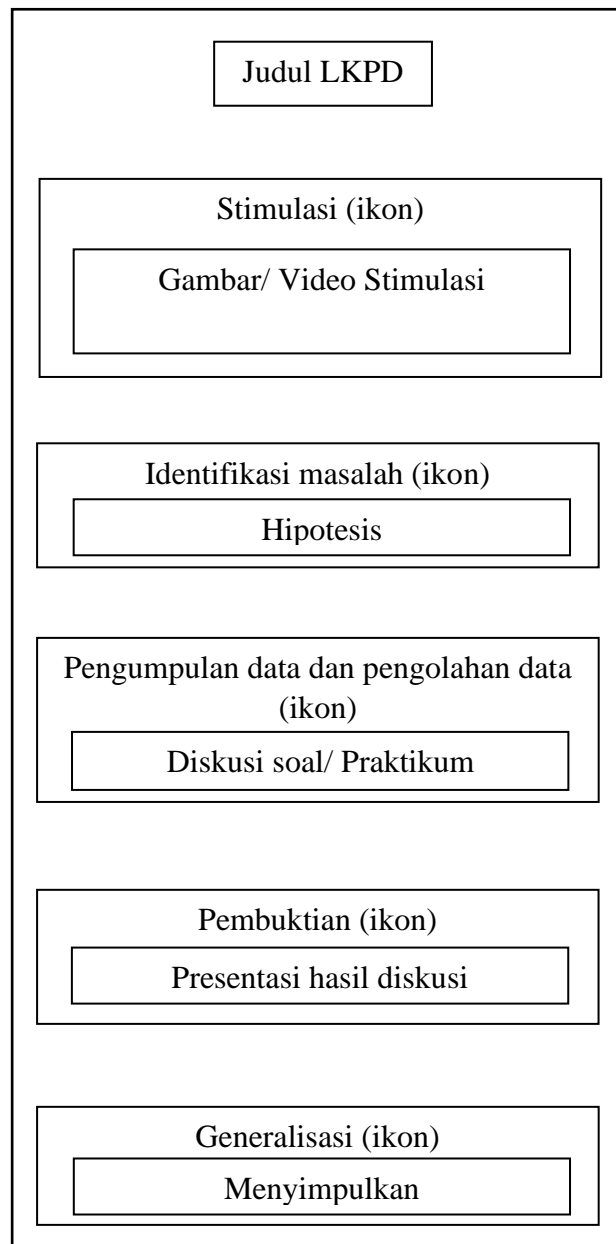 Judul LKPD
Stimulasi (ikon)
Gambar/ Video Stimulasi
Identifikasi masalah (ikon)
Hipotesis
Pengumpulan data dan pengolahan data
(ikon)
Diskusi soal/ Praktikum
Pembuktian (ikon)
Presentasi hasil diskusi
Generalisasi (ikon)
Menyimpulkan